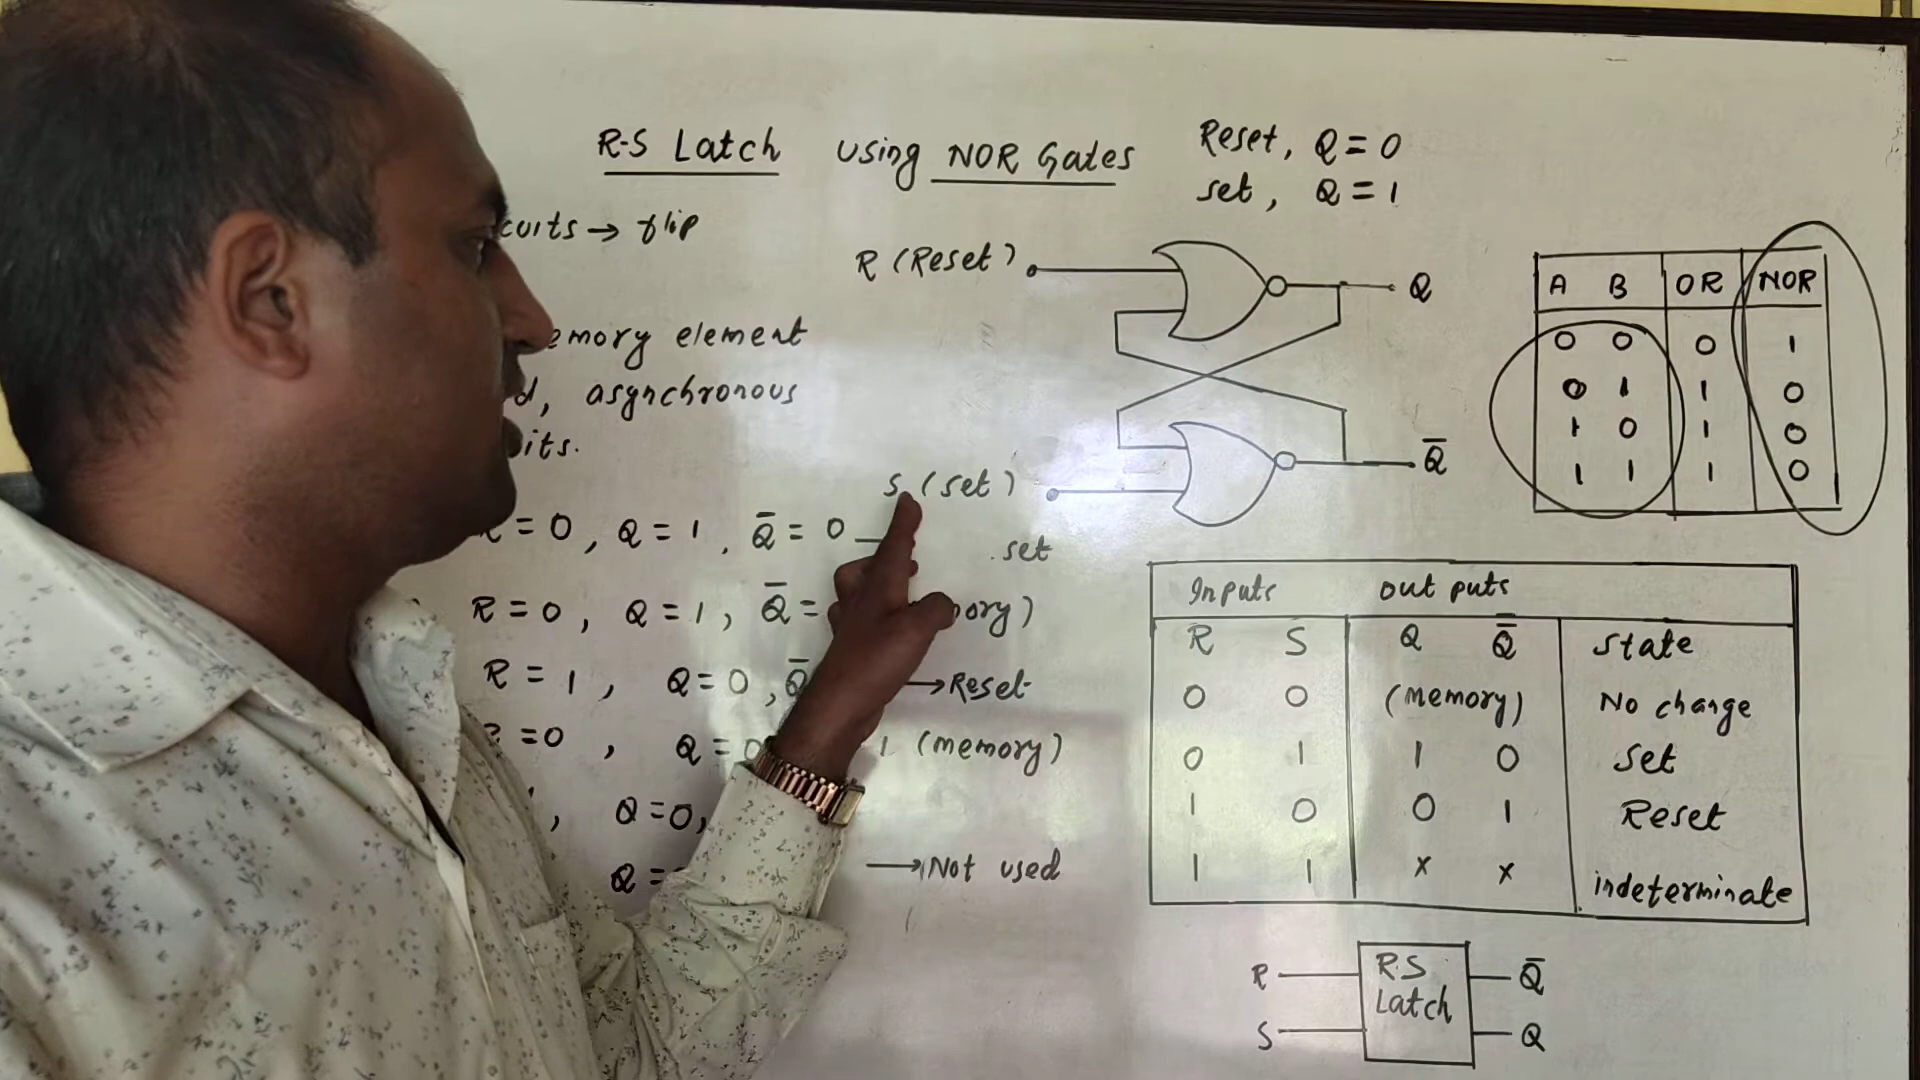 R-S Latch using NOR Gates
Reset, Q = 0
set, Q = 1
cuits → flip
emory element
d, asynchronous
its.
R = 0, Q = 1, Q̅ = 0
set
R = 0, Q = 1, Q̅ = ory)
R = 1, Q = 0, Q̅ → Reset
= 0, Q = 0 1 (memory)
, Q = 0,
Q = → Not used
R (Reset)
Q
S (set)
Q̅
A B OR NOR
0 0 0 1
0 1 1 0
1 0 1 0
1 1 1 0
Inputs outputs
R S Q Q̅ state
0 0 (memory) No change
0 1 1 0 set
1 0 0 1 Reset
1 1 x x indeterminate
R R.S Q̅
Latch
S Q